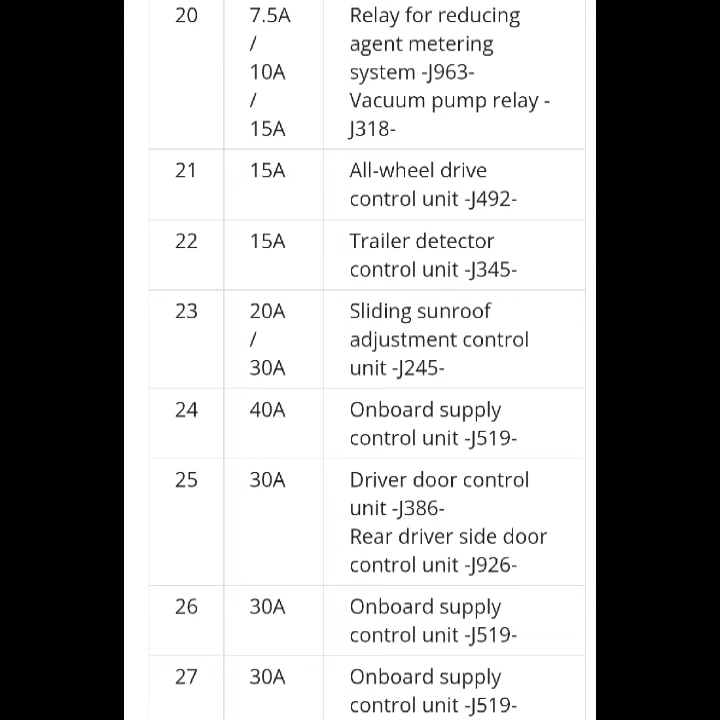 20 7.5A Relay for reducing
/ agent metering
10A system -J963-
/ Vacuum pump relay -
15A J318-
21 15A All-wheel drive
control unit -J492-
22 15A Trailer detector
control unit -J345-
23 20A Sliding sunroof
/ adjustment control
30A unit -J245-
24 40A Onboard supply
control unit -J519-
25 30A Driver door control
unit -J386-
Rear driver side door
control unit -J926-
26 30A Onboard supply
control unit -J519-
27 30A Onboard supply
control unit -J519-